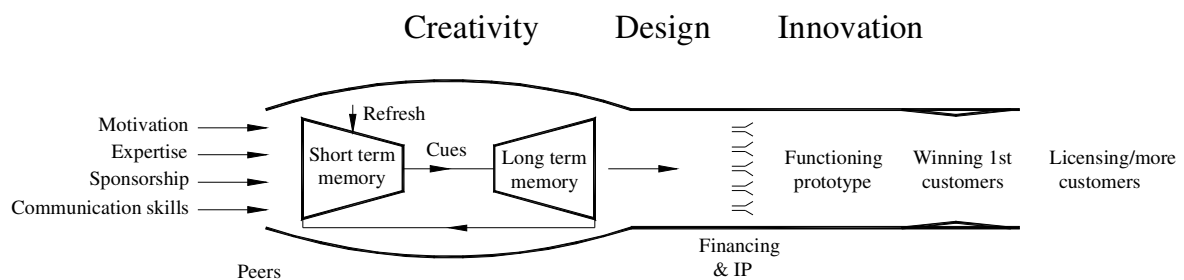 Creativity Design Innovation
Motivation
Expertise
Sponsorship
Communication skills
Peers
Refresh
Short term
memory
Cues
Long term
memory
Financing
& IP
Functioning
prototype
Winning 1st
customers
Licensing/more
customers